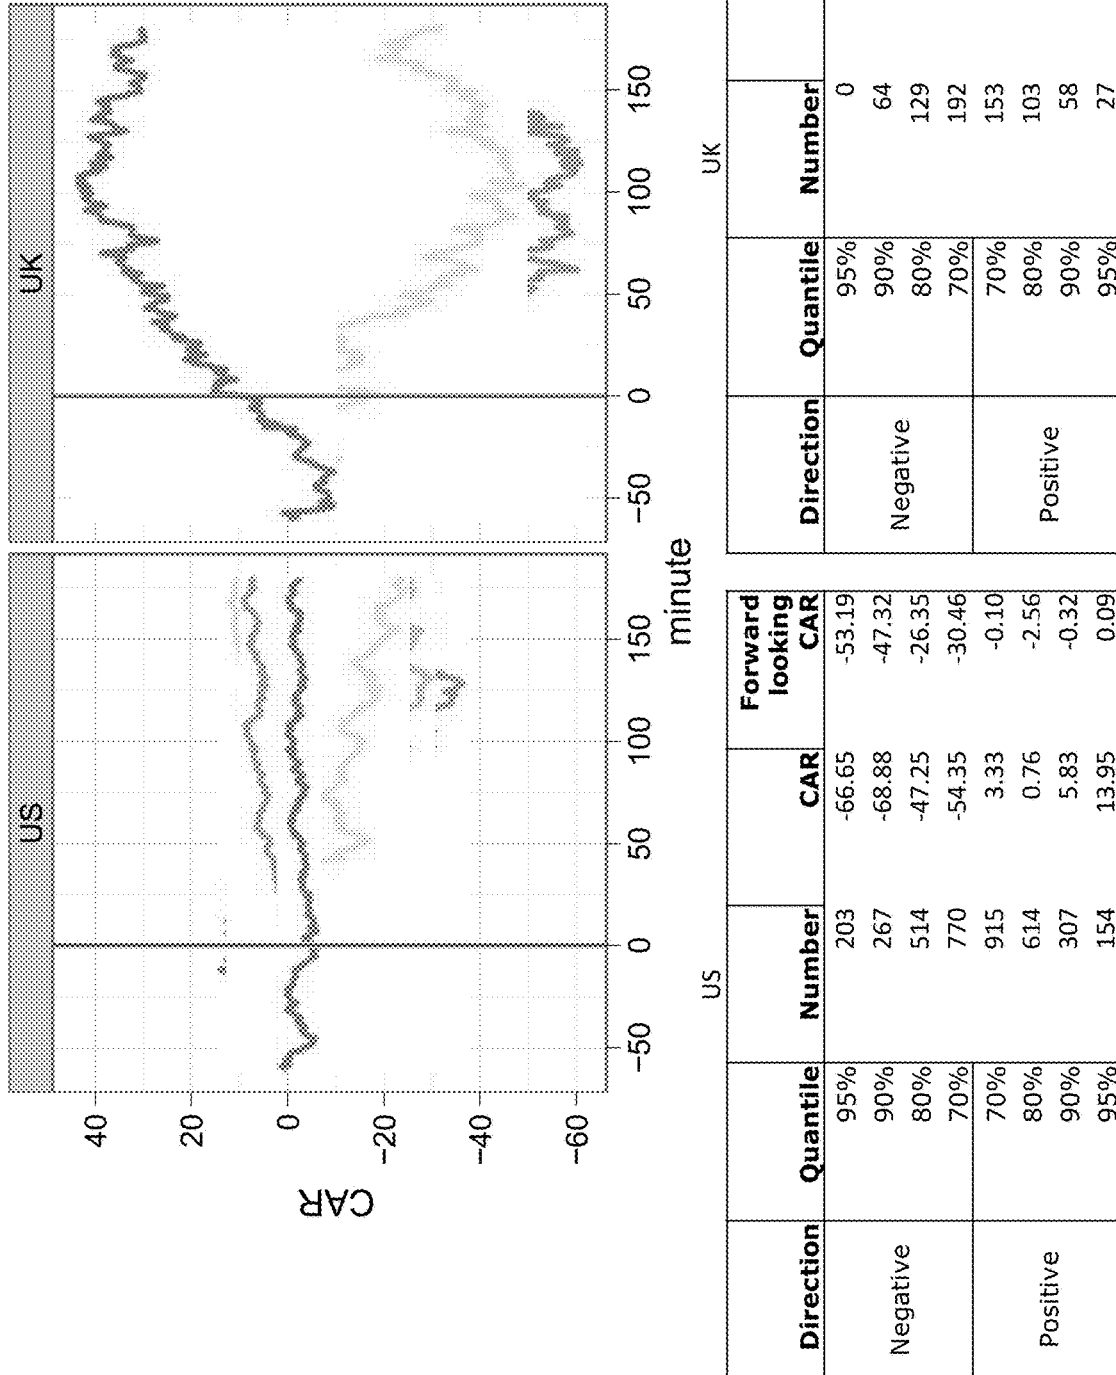 US
UK
40
20
0
−20
−40
−60
CAR
−50
0
50
100
150
−50
0
50
100
150
minute
US
Direction Quantile Number CAR Forward looking CAR
Negative 95% 203 -66.65 -53.19
90% 267 -68.88 -47.32
80% 514 -47.25 -26.35
70% 770 -54.35 -30.46
Positive 70% 915 3.33 -0.10
80% 614 0.76 -2.56
90% 307 5.83 -0.32
95% 154 13.95 0.09
UK
Direction Quantile Number
Negative 95% 0
90% 64
80% 129
70% 192
Positive 70% 153
80% 103
90% 58
95% 27